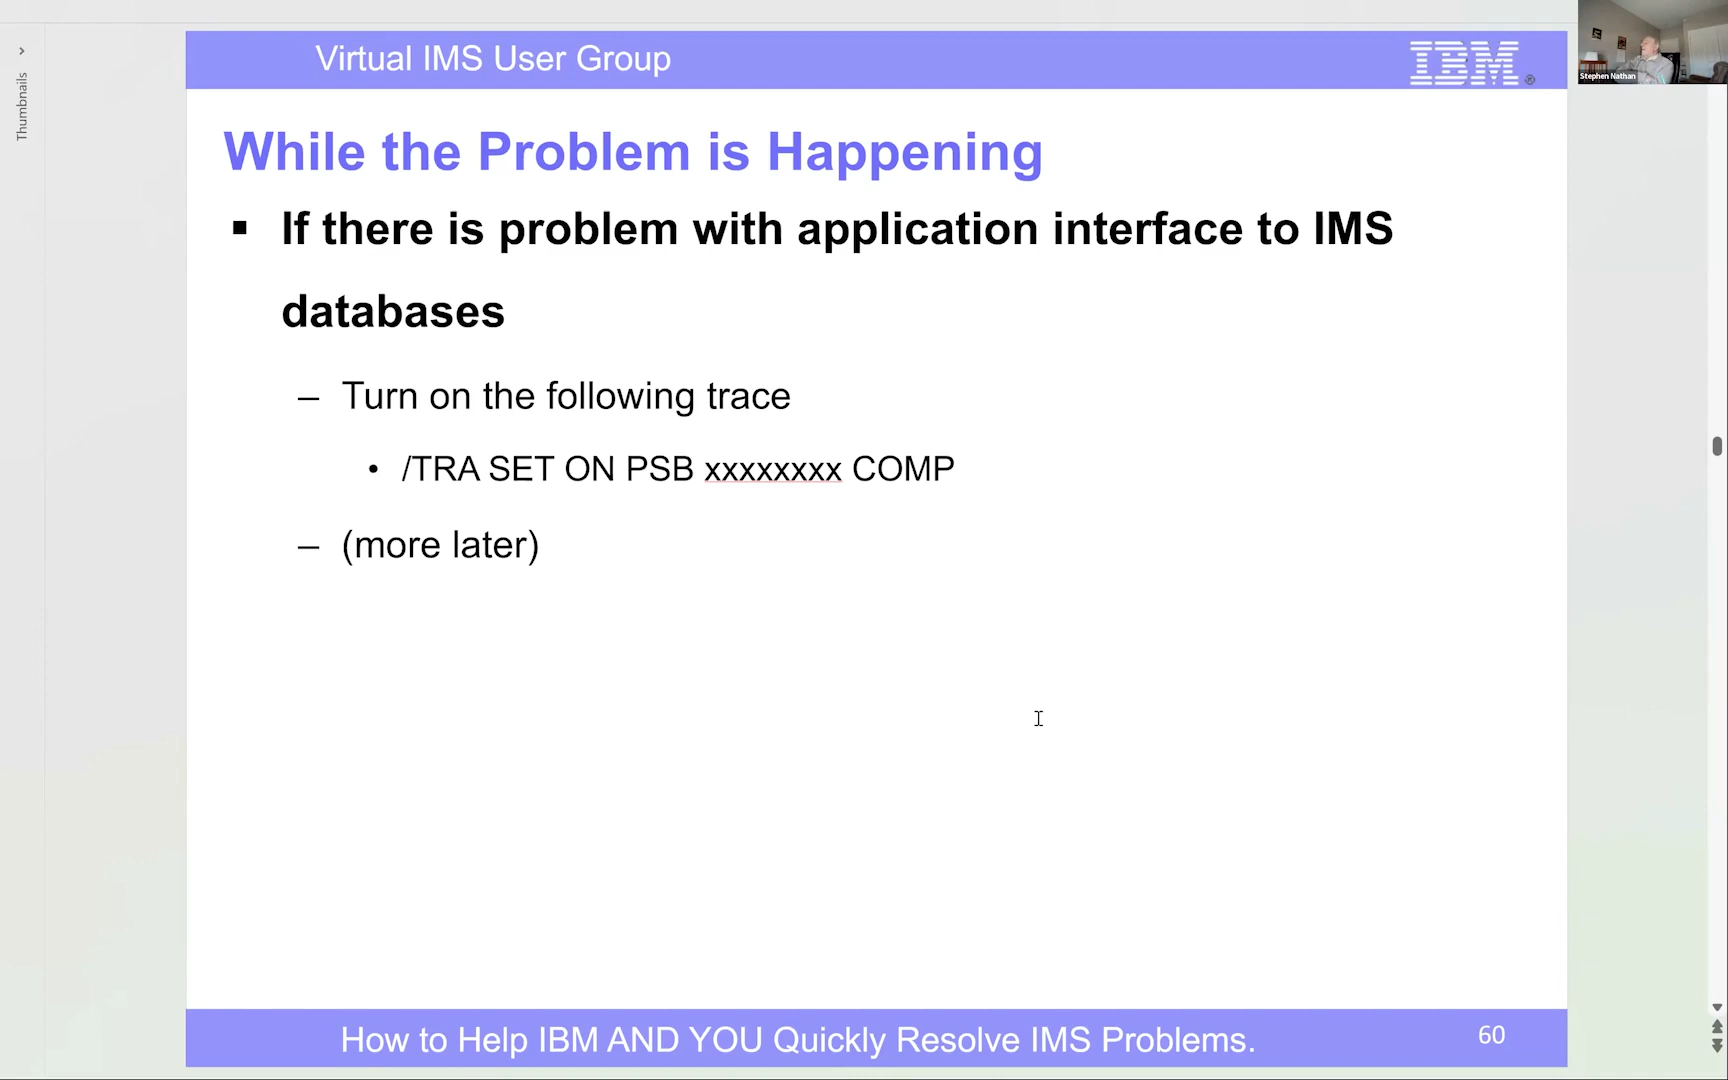 Thumbnails
Virtual IMS User Group
IBM®
Stephen Nathan
While the Problem is Happening
▪ If there is problem with application interface to IMS
databases
– Turn on the following trace
• /TRA SET ON PSB xxxxxxxx COMP
– (more later)
How to Help IBM AND YOU Quickly Resolve IMS Problems.
60